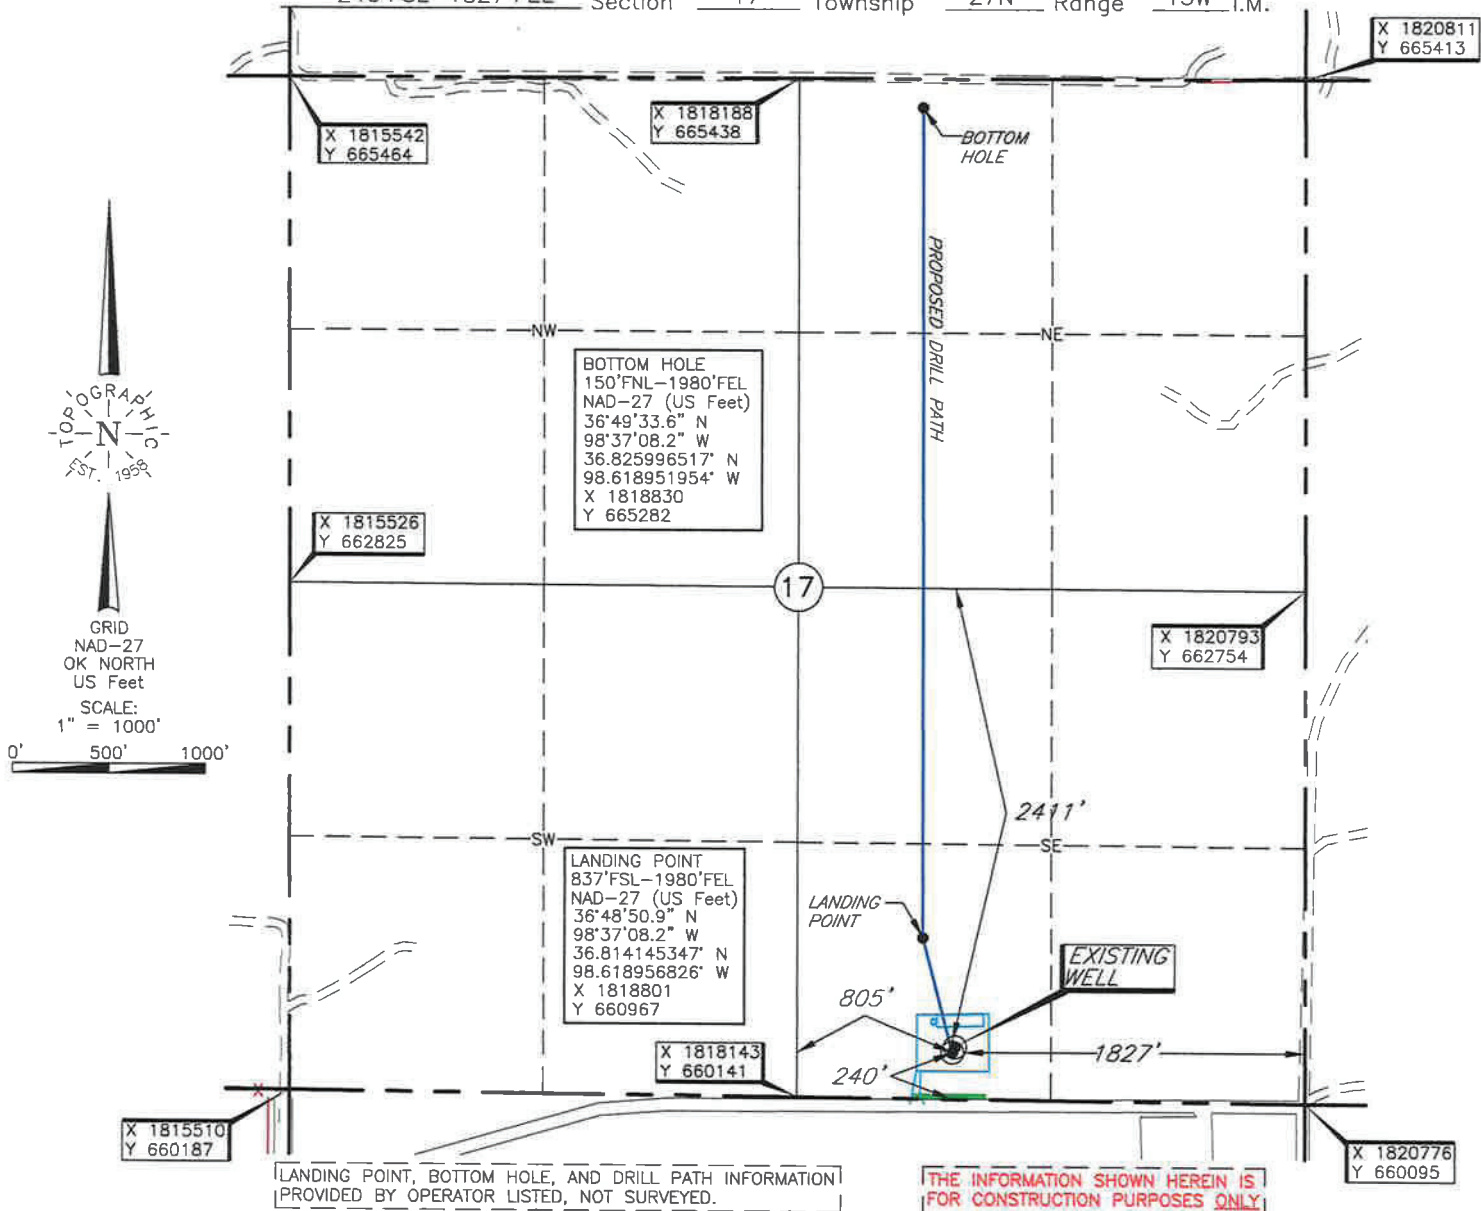 Section 17 Township 27N Range 13W I.M.
X 1820811
Y 665413
X 1815542
Y 665464
X 1818188
Y 665438
BOTTOM
HOLE
PROPOSED DRILL PATH
NW
NE
BOTTOM HOLE
150'FNL-1980'FEL
NAD-27 (US Feet)
36°49'33.6" N
98°37'08.2" W
36.825996517° N
98.618951954° W
X 1818830
Y 665282
TOPOGRAPHIC
N
EST. 1958
X 1815526
Y 662825
17
GRID
NAD-27
OK NORTH
US Feet
SCALE:
1" = 1000'
0' 500' 1000'
X 1820793
Y 662754
2411'
SW
SE
LANDING POINT
837'FSL-1980'FEL
NAD-27 (US Feet)
36°48'50.9" N
98°37'08.2" W
36.814145347° N
98.618956826° W
X 1818801
Y 660967
LANDING
POINT
EXISTING
WELL
805'
1827'
240'
X 1818143
Y 660141
X
X 1815510
Y 660187
X 1820776
Y 660095
LANDING POINT, BOTTOM HOLE, AND DRILL PATH INFORMATION
PROVIDED BY OPERATOR LISTED, NOT SURVEYED.
THE INFORMATION SHOWN HEREIN IS
FOR CONSTRUCTION PURPOSES ONLY